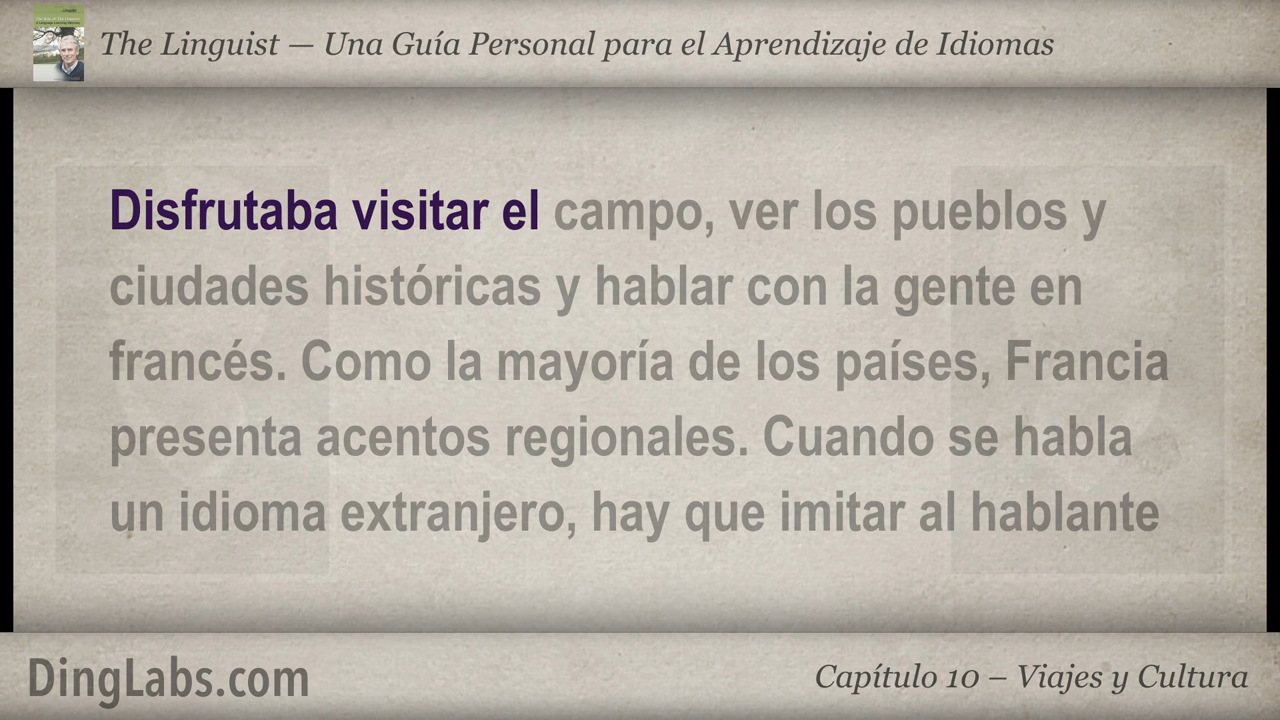 The Linguist — Una Guía Personal para el Aprendizaje de Idiomas
Disfrutaba visitar el campo, ver los pueblos y
ciudades históricas y hablar con la gente en
francés. Como la mayoría de los países, Francia
presenta acentos regionales. Cuando se habla
un idioma extranjero, hay que imitar al hablante
DingLabs.com
Capítulo 10 – Viajes y Cultura